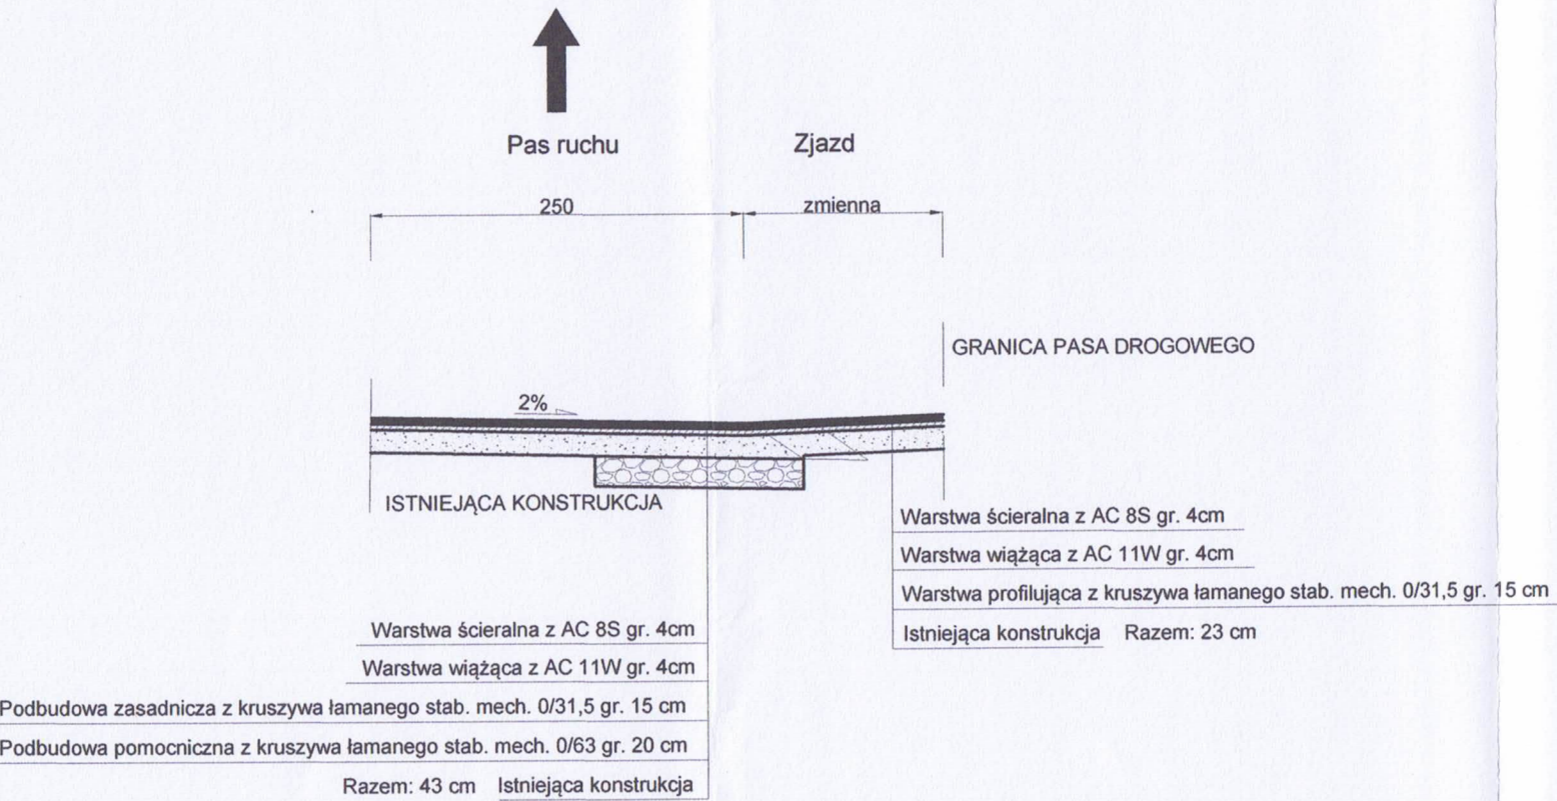 Pas ruchu
Zjazd
250
zmienna
GRANICA PASA DROGOWEGO
2%
ISTNIEJĄCA KONSTRUKCJA
Warstwa ścieralna z AC 8S gr. 4cm
Warstwa wiążąca z AC 11W gr. 4cm
Warstwa profilująca z kruszywa łamanego stab. mech. 0/31,5 gr. 15 cm
Istniejąca konstrukcja Razem: 23 cm
Warstwa ścieralna z AC 8S gr. 4cm
Warstwa wiążąca z AC 11W gr. 4cm
Podbudowa zasadnicza z kruszywa łamanego stab. mech. 0/31,5 gr. 15 cm
Podbudowa pomocniczna z kruszywa łamanego stab. mech. 0/63 gr. 20 cm
Razem: 43 cm Istniejąca konstrukcja